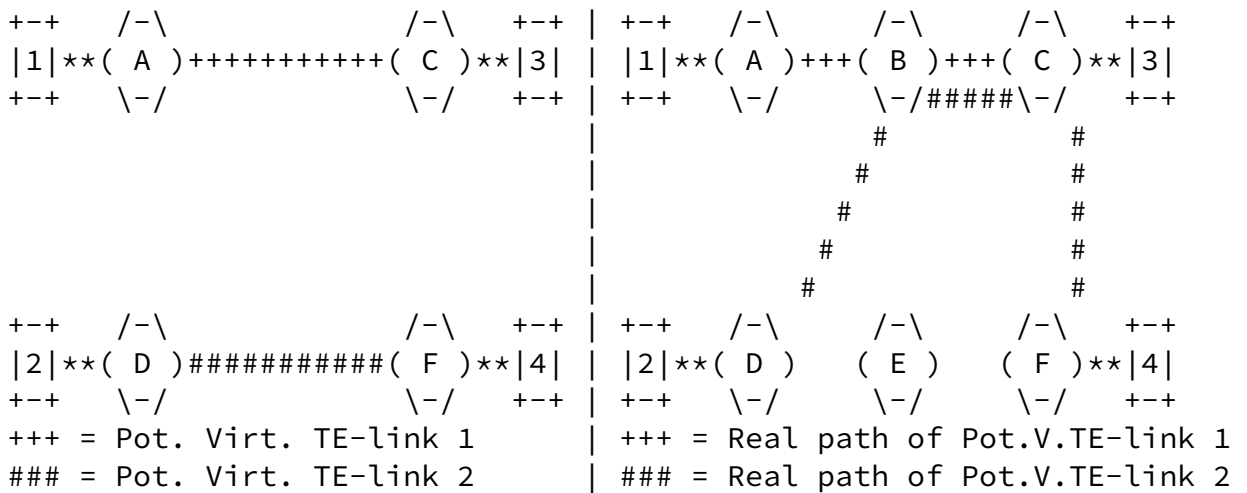 +-+   /-\             /-\   +-+ | +-+   /-\     /-\     /-\   +-+
|1|**( A )+++++++++++( C )**|3| | |1|**( A )+++( B )+++( C )**|3|
+-+   \-/             \-/   +-+ | +-+   \-/     \-/#####\-/   +-+
                                |               #          #
                                |              #           #
                                |             #            #
                                |            #             #
                                |           #              #
+-+   /-\             /-\   +-+ | +-+   /-\     /-\     /-\   +-+
|2|**( D )###########( F )**|4| | |2|**( D )   ( E )   ( F )**|4|
+-+   \-/             \-/   +-+ | +-+   \-/     \-/     \-/   +-+
+++ = Pot. Virt. TE-link 1      | +++ = Real path of Pot.V.TE-link 1
### = Pot. Virt. TE-link 2      | ### = Real path of Pot.V.TE-link 2